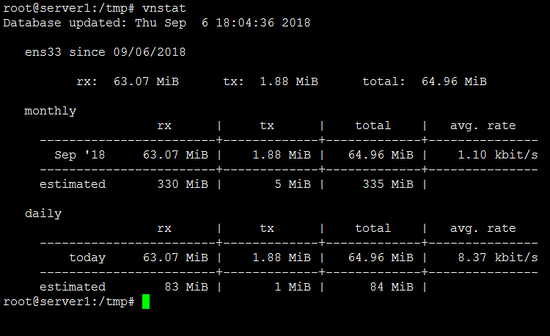 root@server1:/tmp# vnstat
Database updated: Thu Sep  6 18:04:36 2018

   ens33 since 09/06/2018

          rx:  63.07 MiB      tx:  1.88 MiB      total:  64.96 MiB

   monthly
                     rx      |     tx      |    total    |   avg. rate
     ------------------------+-------------+-------------+---------------
       Sep '18     63.07 MiB |    1.88 MiB |   64.96 MiB |    1.10 kbit/s
     ------------------------+-------------+-------------+---------------
     estimated       330 MiB |       5 MiB |     335 MiB |

   daily
                     rx      |     tx      |    total    |   avg. rate
     ------------------------+-------------+-------------+---------------
         today     63.07 MiB |    1.88 MiB |   64.96 MiB |    8.37 kbit/s
     ------------------------+-------------+-------------+---------------
     estimated        83 MiB |       1 MiB |      84 MiB |
root@server1:/tmp#